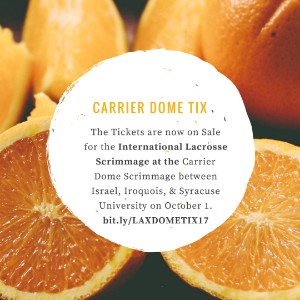 CARRIER DOME TIX
The Tickets are now on Sale
for the International Lacrosse
Scrimmage at the Carrier
Dome Scrimmage between
Israel, Iroquis, & Syracuse
University on October 1.
bit.ly/LAXDOMETIX17